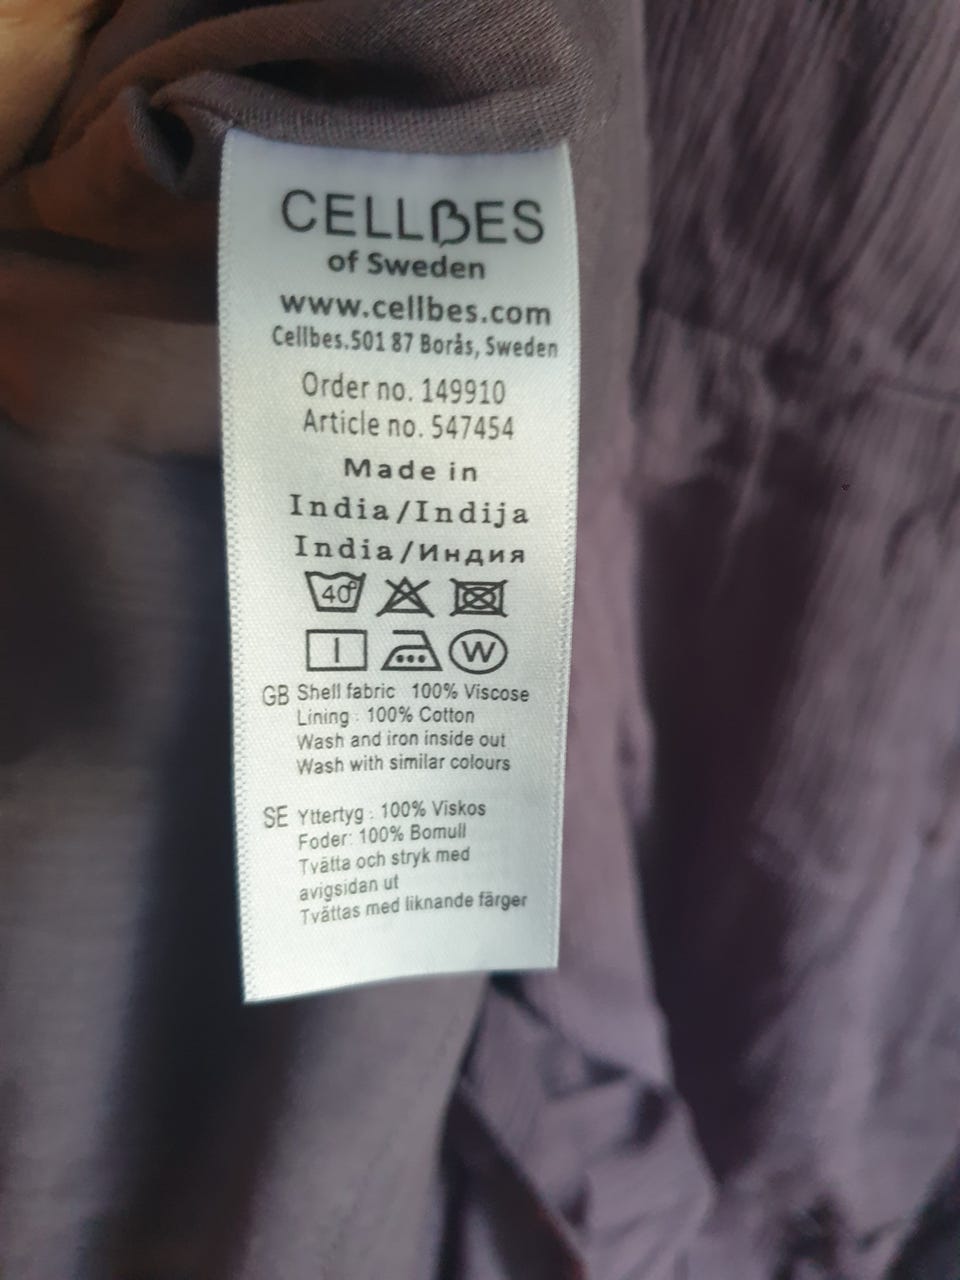 CELLBES
of Sweden
www.cellbes.com
Cellbes.501 87 Borås, Sweden
Order no. 149910
Article no. 547454
Made in
India/Indija
India/Индия
40°
W
GB Shell fabric 100% Viscose
Lining : 100% Cotton
Wash and iron inside out
Wash with similar colours
SE Yttertyg : 100% Viskos
Foder: 100% Bomull
Tvätta och stryk med
avigsidan ut
Tvättas med liknande färger